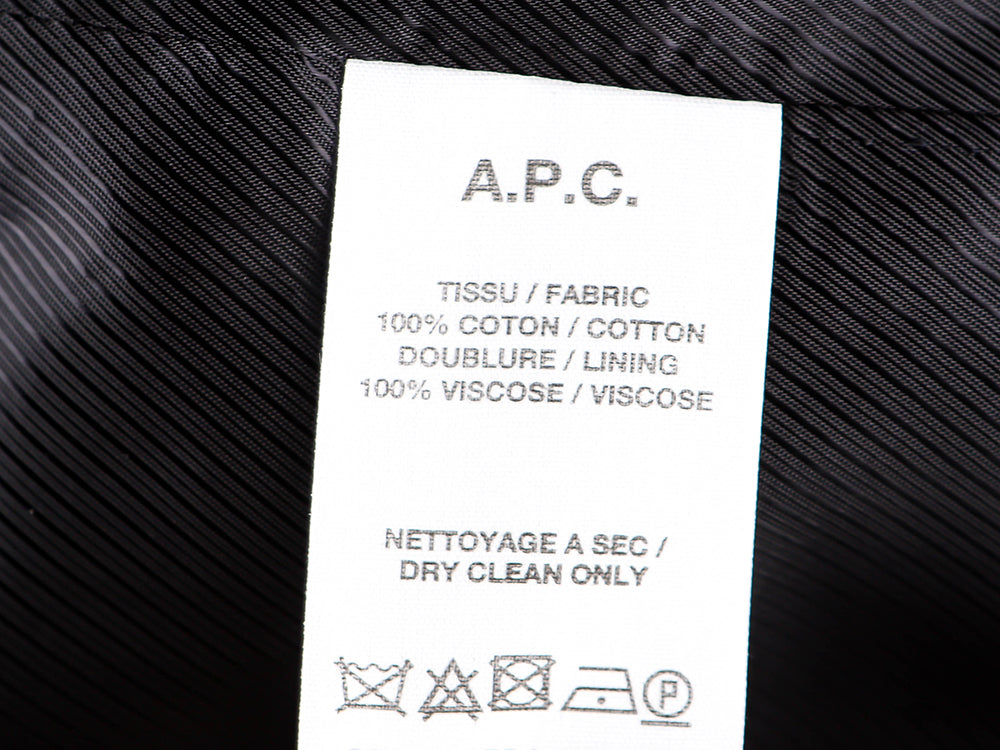 A.P.C.
TISSU / FABRIC
100% COTON / COTTON
DOUBLURE / LINING
100% VISCOSE / VISCOSE
NETTOYAGE A SEC /
DRY CLEAN ONLY
P